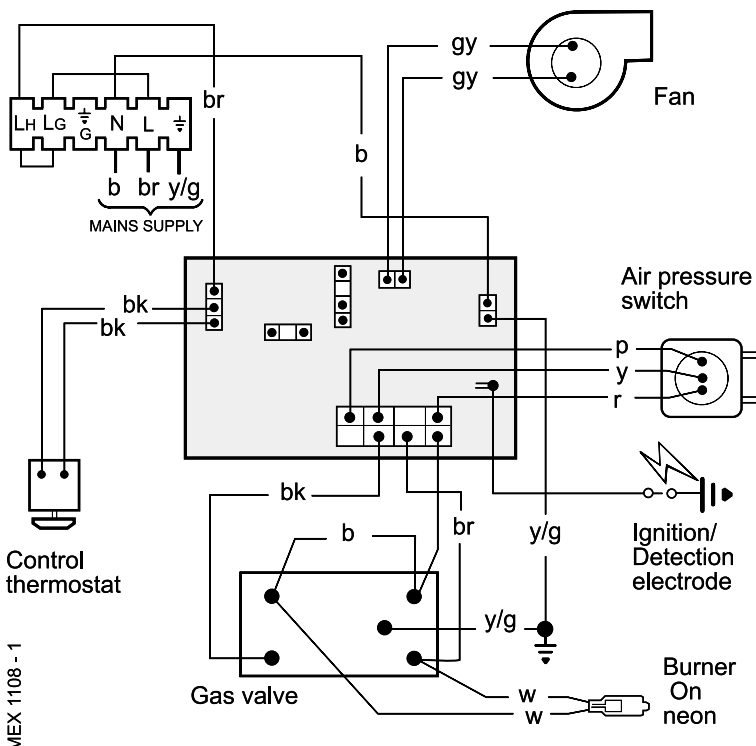 gy
gy
Fan
br
LH LG G N L
b
b br y/g
MAINS SUPPLY
Air pressure
switch
bk
bk
p
y
r
bk
br
y/g
b
Ignition/
Detection
electrode
Control
thermostat
y/g
Gas valve
w
w
Burner
On
neon
MEX 1108 - 1